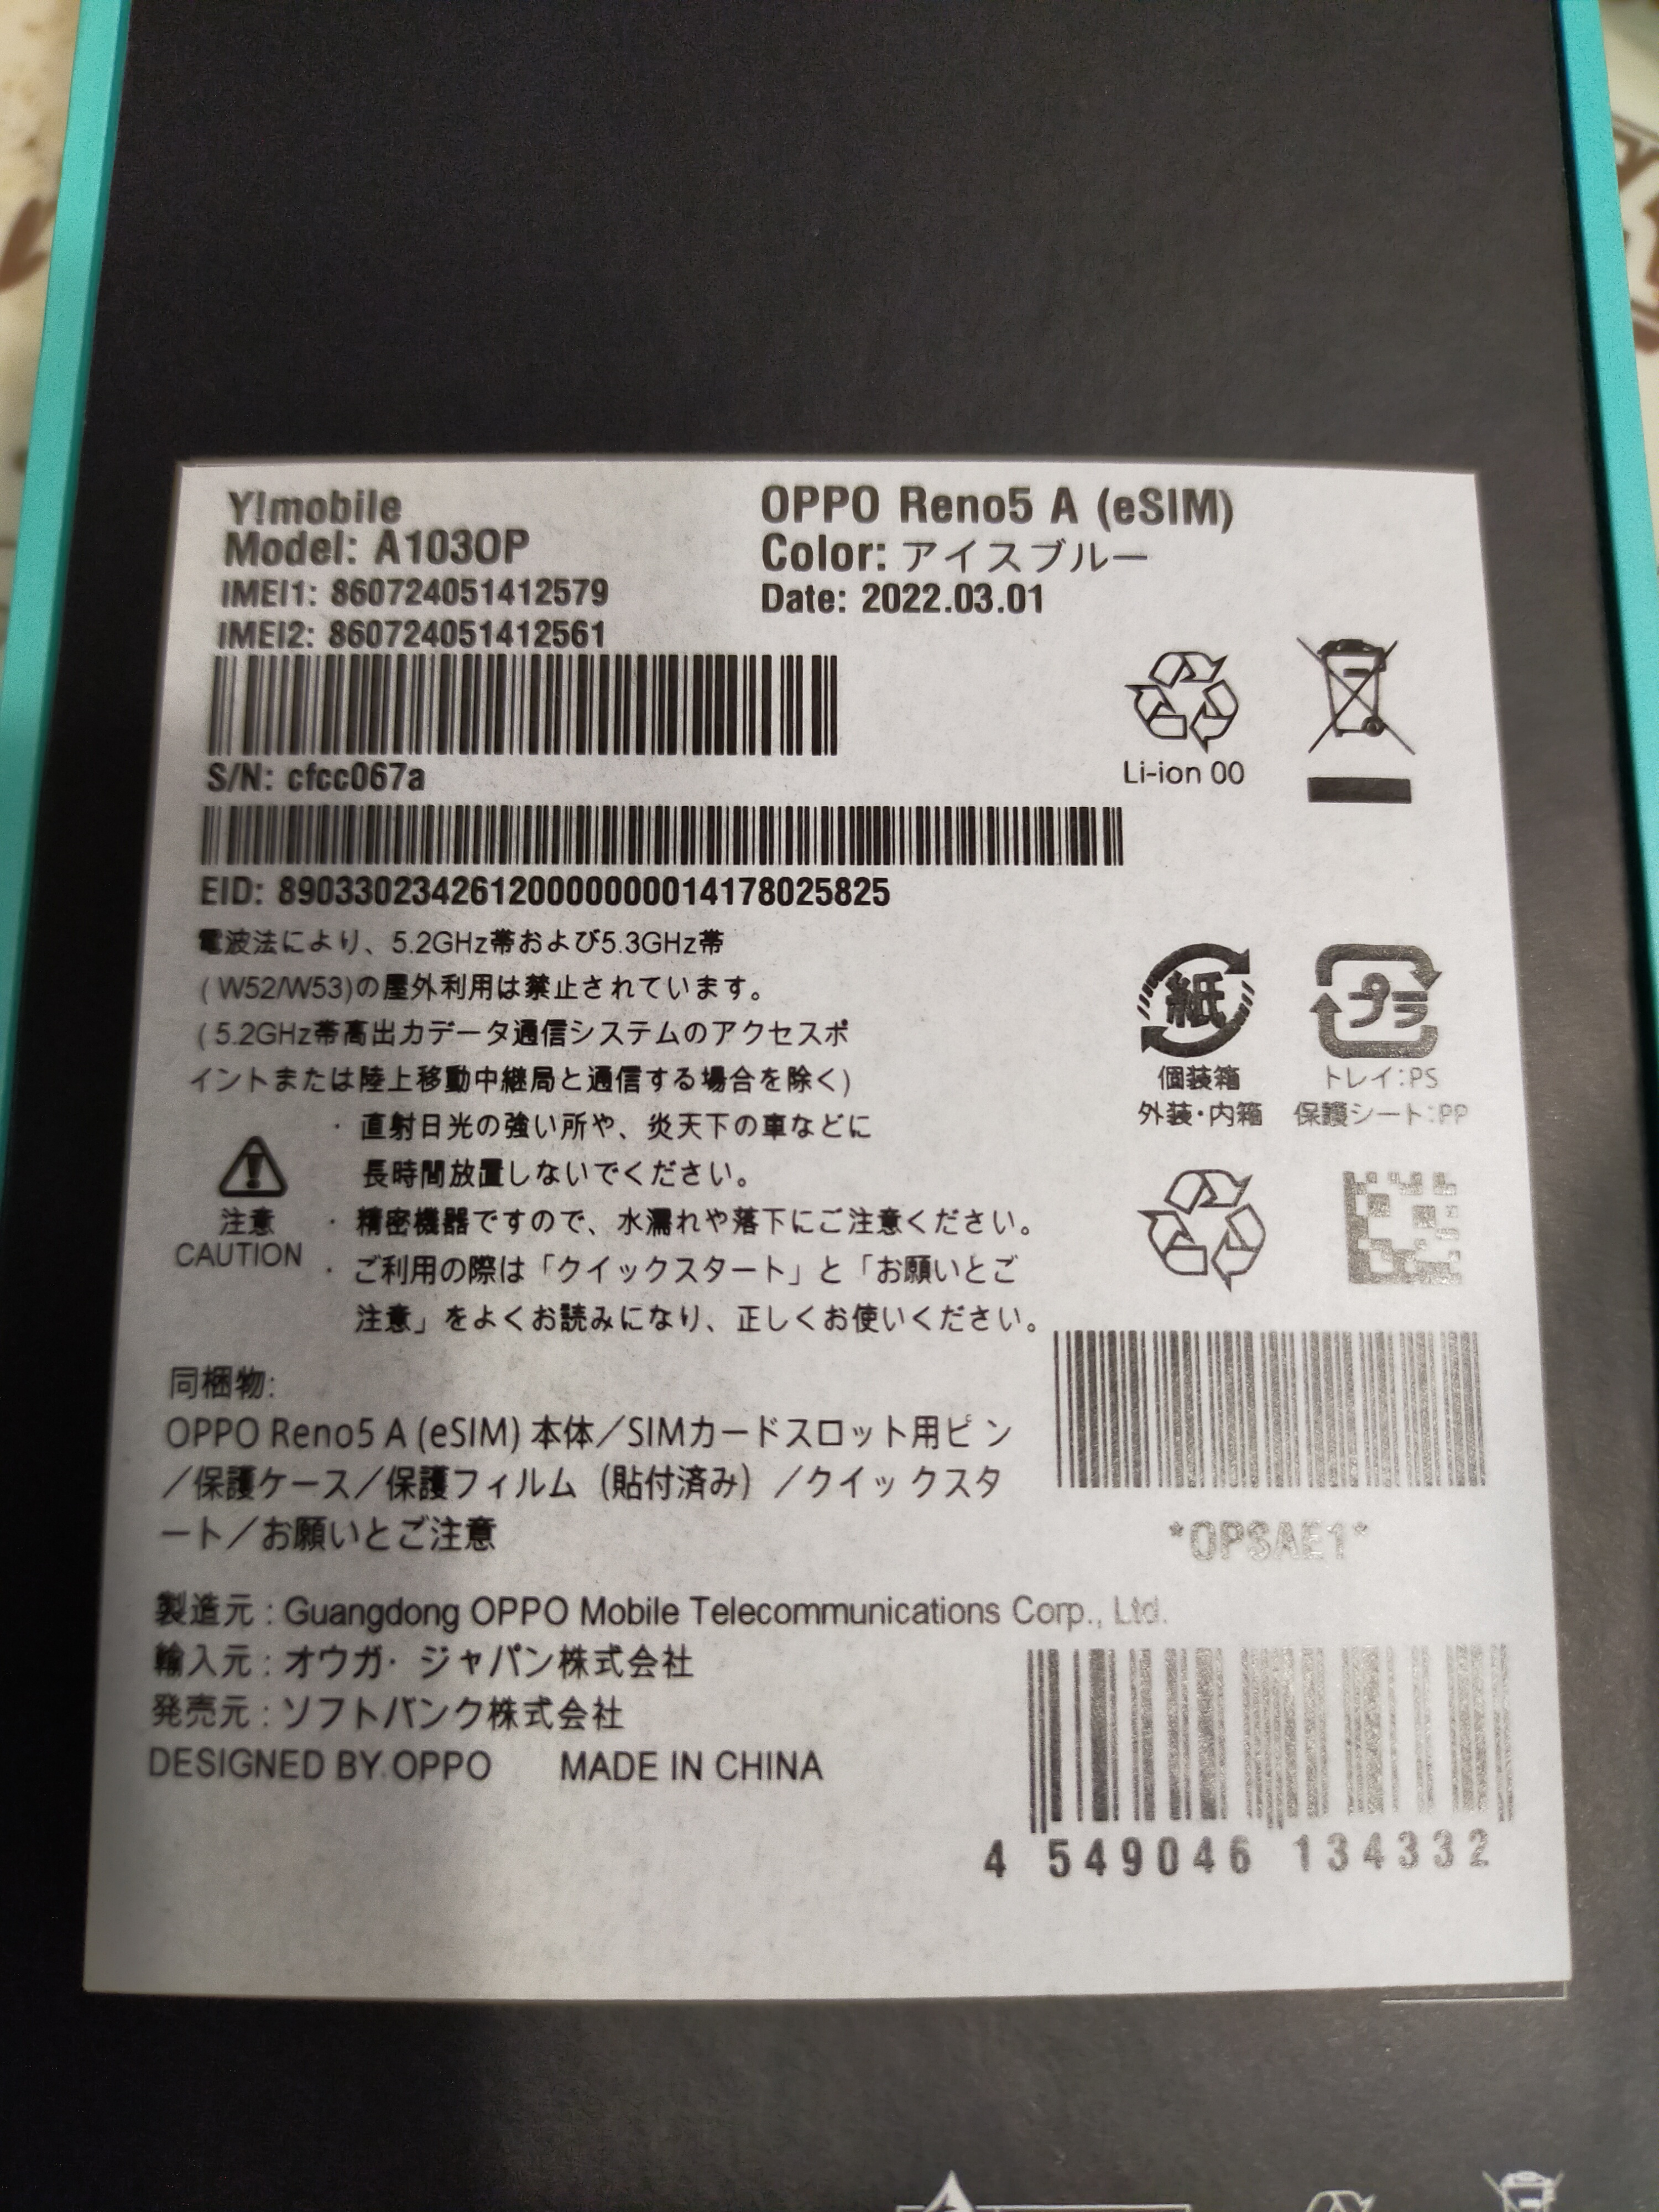 Y!mobile
Model: A103OP
IMEI1: 860724051412579
IMEI2: 860724051412561
OPPO Reno5 A (eSIM)
Color: アイスブルー
Date: 2022.03.01
S/N: cfcc067a
Li-ion 00
EID: 89033023426120000000014178025825
電波法により、5.2GHz帯および5.3GHz帯
( W52/W53)の屋外利用は禁止されています。
( 5.2GHz帯高出力データ通信システムのアクセスポ
イントまたは陸上移動中継局と通信する場合を除く)
紙
個装箱
外装・内箱
プラ
トレイ:PS
保護シート:PP
注意
CAUTION
・ 直射日光の強い所や、炎天下の車などに
長時間放置しないでください。
・ 精密機器ですので、水漏れや落下にご注意ください。
・ ご利用の際は「クイックスタート」と「お願いとご
注意」をよくお読みになり、正しくお使いください。
同梱物:
OPPO Reno5 A (eSIM) 本体／SIMカードスロット用ピン
／保護ケース／保護フィルム（貼付済み）／クイックスタ
ート／お願いとご注意
*OPSAE1*
製造元 : Guangdong OPPO Mobile Telecommunications Corp., Ltd.
輸入元 : オウガ・ジャパン株式会社
発売元 : ソフトバンク株式会社
DESIGNED BY OPPO MADE IN CHINA
4 549046 134332